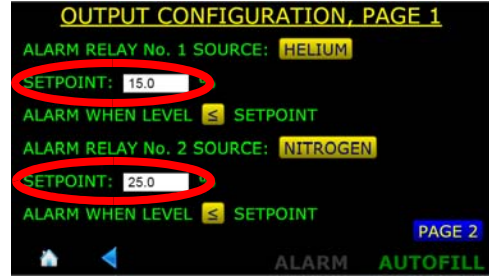 OUTPUT CONFIGURATION, PAGE 1
ALARM RELAY No. 1 SOURCE: HELIUM
SETPOINT: 15.0 %
ALARM WHEN LEVEL ≤ SETPOINT
ALARM RELAY No. 2 SOURCE: NITROGEN
SETPOINT: 25.0 %
ALARM WHEN LEVEL ≤ SETPOINT
PAGE 2
ALARM AUTOFILL